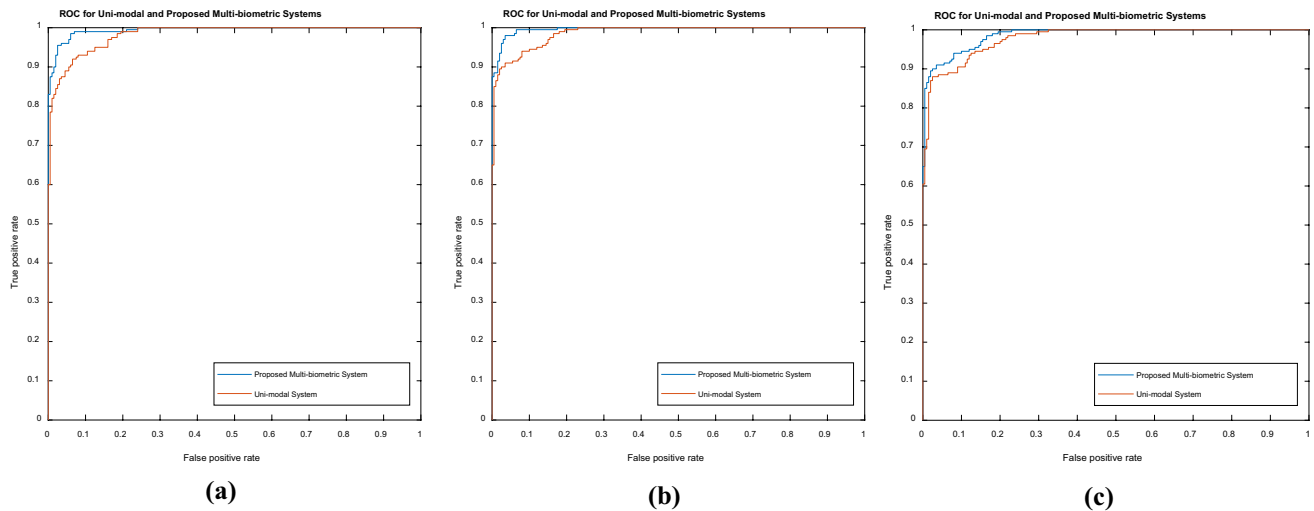 ROC for Uni-modal and Proposed Multi-biometric Systems
1
0.9
0.8
0.7
0.6
0.5
0.4
0.3
0.2
0.1
0
True positive rate
Proposed Multi-biometric System
Uni-modal System
0 0.1 0.2 0.3 0.4 0.5 0.6 0.7 0.8 0.9 1
False positive rate
(a)
ROC for Uni-modal and Proposed Multi-biometric Systems
1
0.9
0.8
0.7
0.6
0.5
0.4
0.3
0.2
0.1
0
True positive rate
Proposed Multi-biometric System
Uni-modal System
0 0.1 0.2 0.3 0.4 0.5 0.6 0.7 0.8 0.9 1
False positive rate
(b)
ROC for Uni-modal and Proposed Multi-biometric Systems
1
0.9
0.8
0.7
0.6
0.5
0.4
0.3
0.2
0.1
0
True positive rate
Proposed Multi-biometric System
Uni-modal System
0 0.1 0.2 0.3 0.4 0.5 0.6 0.7 0.8 0.9 1
False positive rate
(c)